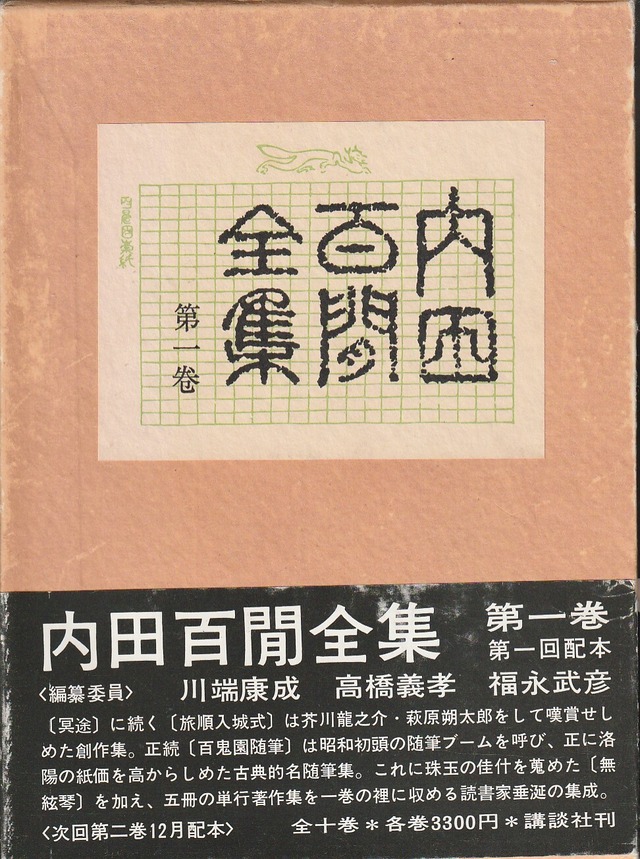 内田
百閒
全集
第一卷
内田百閒全集
第一巻
第一回配本
〈編纂委員〉 川端康成 高橋義孝 福永武彦
〔冥途〕に続く〔旅順入城式〕は芥川龍之介・萩原朔太郎をして嘆賞せし
めた創作集。正続〔百鬼園随筆〕は昭和初頭の随筆ブームを呼び、正に洛
陽の紙価を高からしめた古典的名随筆集。これに珠玉の佳什を蒐めた〔無
絃琴〕を加え、五冊の単行著作集を一巻の裡に収める読書家垂涎の集成。
〈次回第二巻12月配本〉 全十巻＊各巻3300円＊講談社刊